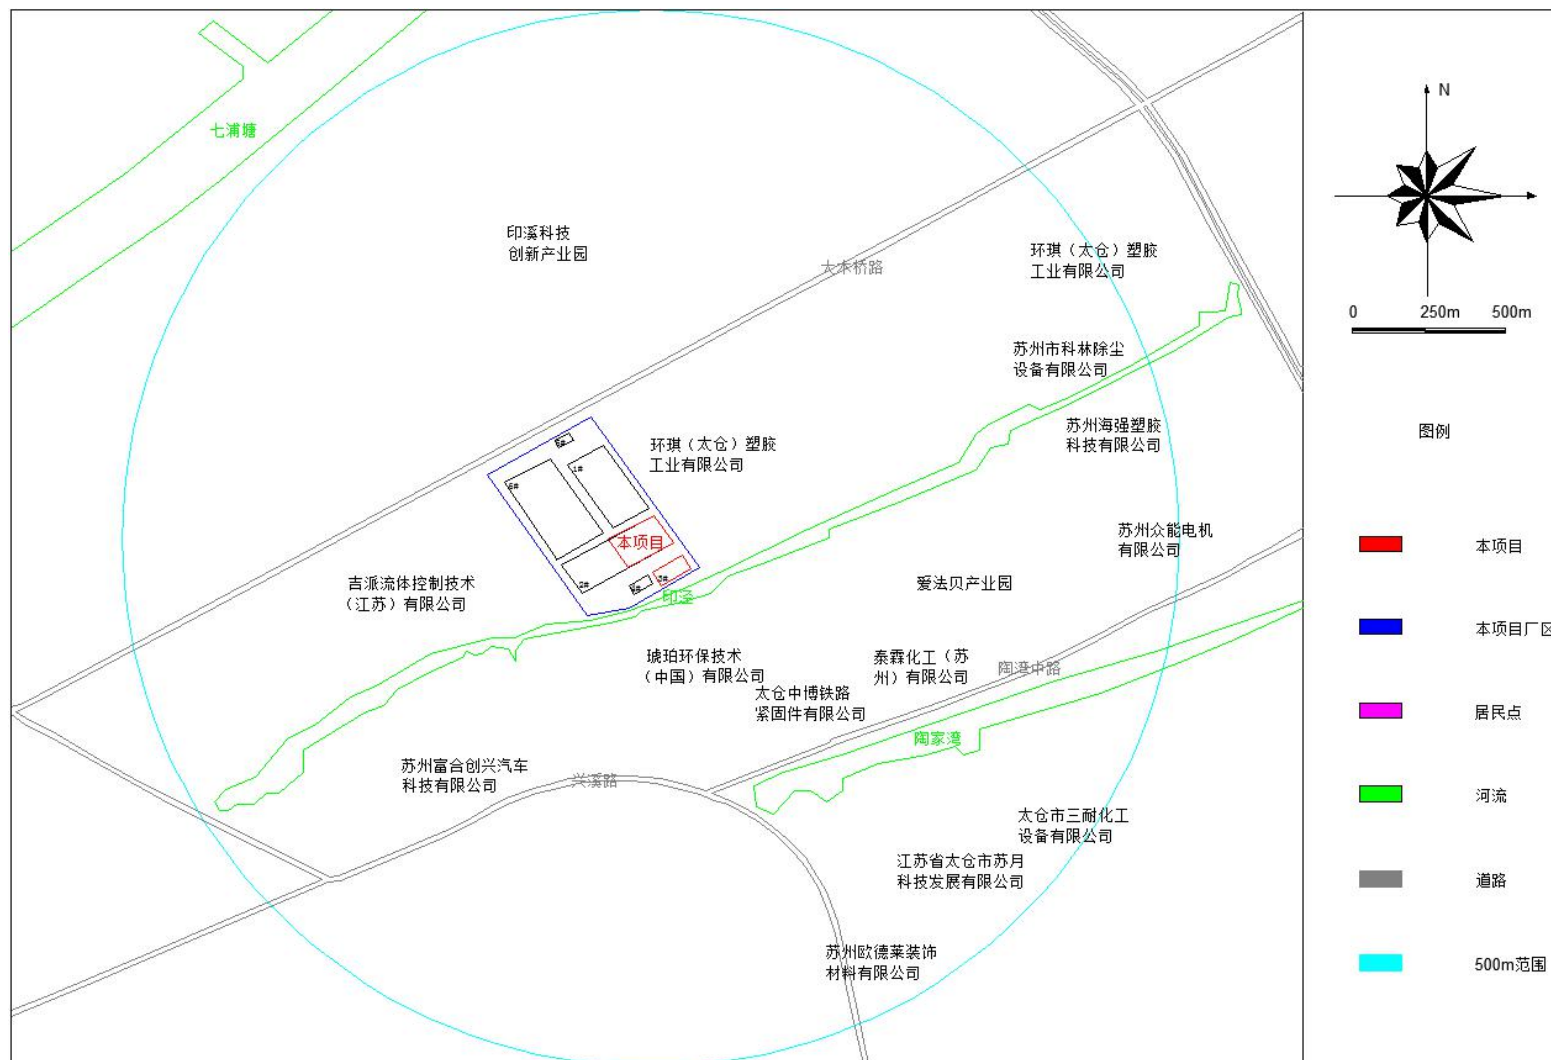 N
0 250m 500m
七浦塘
印溪科技
创新产业园
大木桥路
环琪（太仓）塑胶
工业有限公司
苏州市科林除尘
设备有限公司
苏州海强塑胶
科技有限公司
图例
环琪（太仓）塑胶
工业有限公司
1#
本项目
2#
3#
印泾
苏州众能电机
有限公司
爱法贝产业园
吉派流体控制技术
（江苏）有限公司
琥珀环保技术
（中国）有限公司
泰霖化工（苏
州）有限公司
陶湾中路
太仓中博铁路
紧固件有限公司
陶家湾
苏州富合创兴汽车
科技有限公司
兴溪路
太仓市三耐化工
设备有限公司
江苏省太仓市苏月
科技发展有限公司
苏州欧德莱装饰
材料有限公司
本项目
本项目厂区
居民点
河流
道路
500m范围